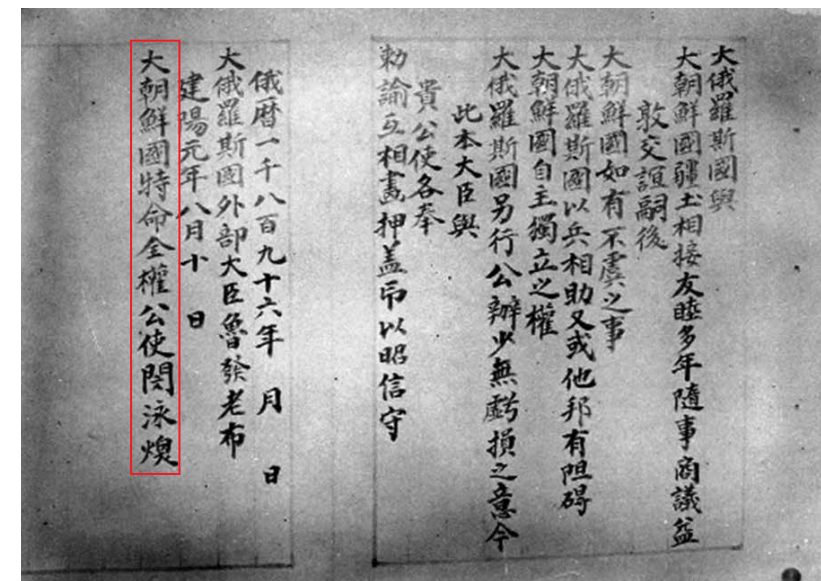 大俄羅斯國與
大朝鮮國疆土相接友睦多年隨事商議益
敦交誼嗣後
大朝鮮國如有不虞之事
大俄羅斯國以兵相助又或他邦有阻碍
大朝鮮國自主獨立之權
大俄羅斯國另行公辦少無虧損之意今
此本大臣與
貴公使各奉
勅諭互相畫押盖印以昭信守
俄曆一千八百九十六年 月 日
大俄羅斯國外部大臣魯發老布
建陽元年八月十 日
大朝鮮國特命全權公使閔泳煥